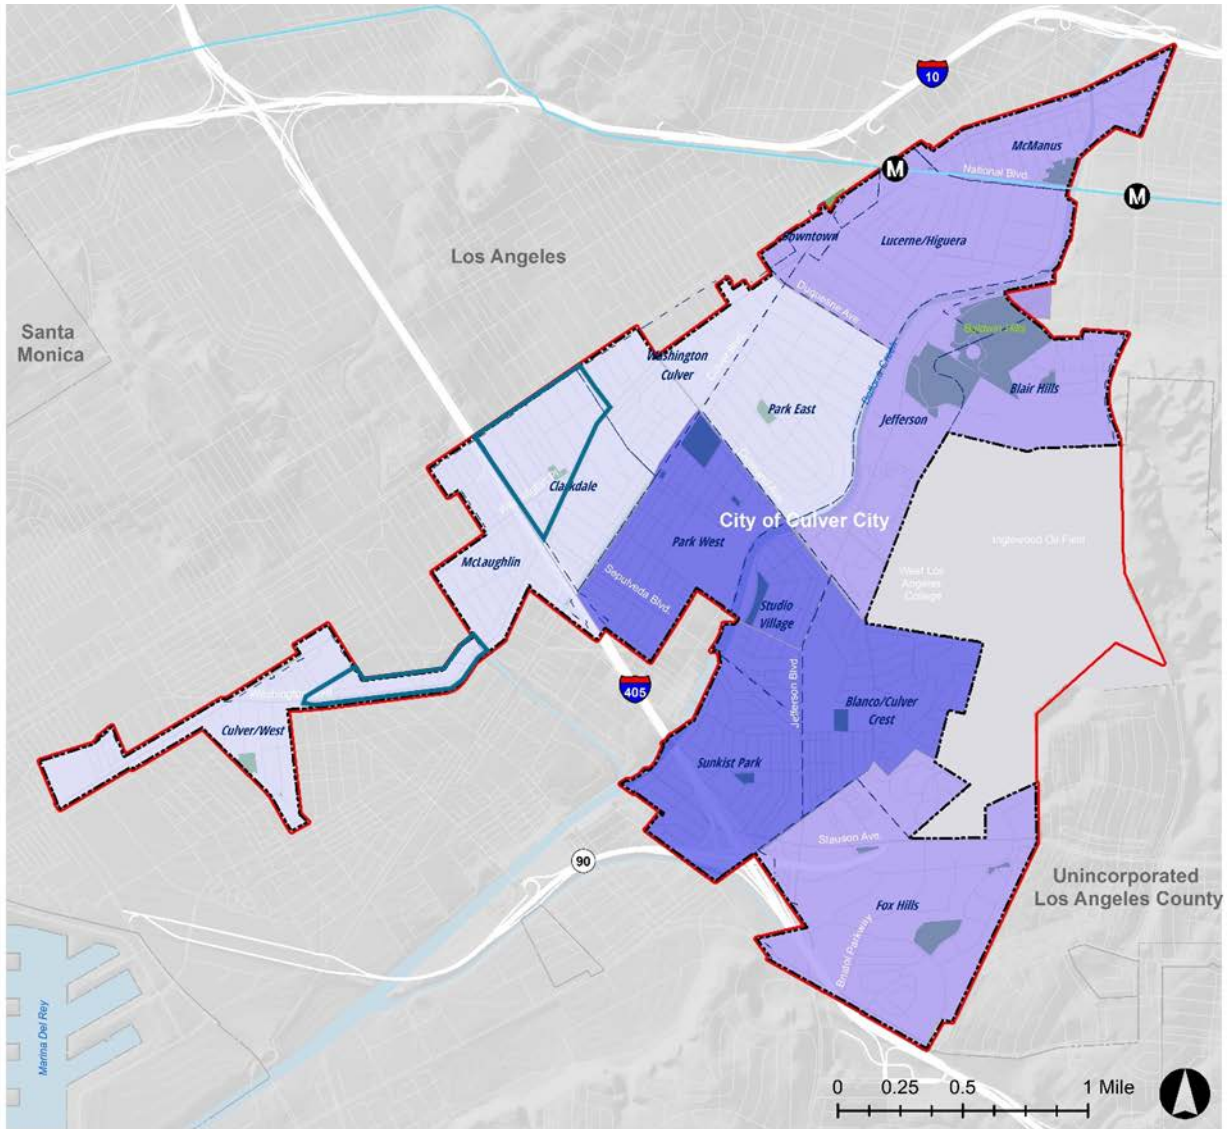 10
McManus
M
National Blvd.
M
Downtown
Lucerne/Higuera
Los Angeles
Duquesne Ave
Santa
Monica
Baldwin Hills
Washington
Culver
Ballona Creek
Blair Hills
Park East
Jefferson
Clarkdale
City of Culver City
Park West
Inglewood Oil Field
McLaughlin
West Los
Angeles
College
Sepulveda Blvd.
Studio
Village
405
Jefferson Blvd
Blanco/Culver
Crest
Culver/West
Sunkist Park
Slauson Ave
90
Unincorporated
Los Angeles County
Fox Hills
Bristol Parkway
Marina Del Rey
0 0.25 0.5 1 Mile